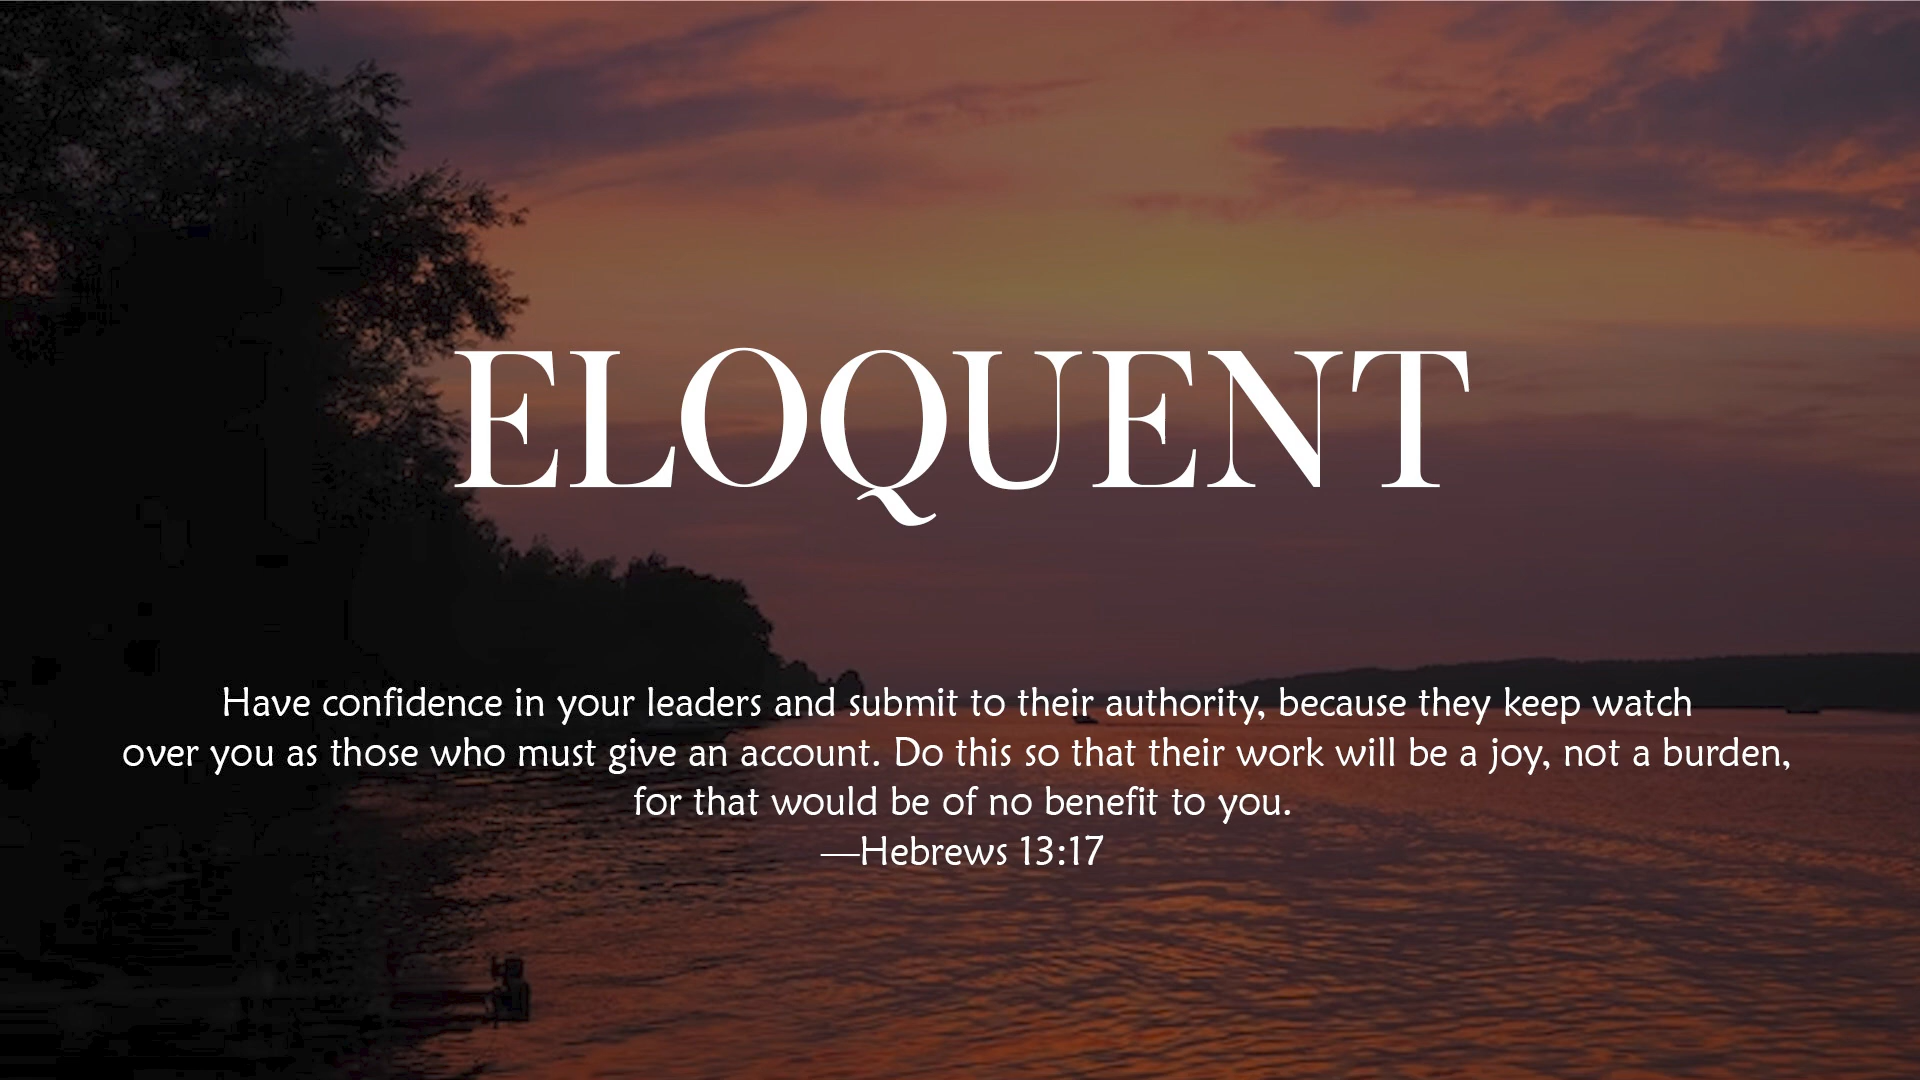 ELOQUENT
Have confidence in your leaders and submit to their authority, because they keep watch
over you as those who must give an account. Do this so that their work will be a joy, not a burden,
for that would be of no benefit to you.
—Hebrews 13:17